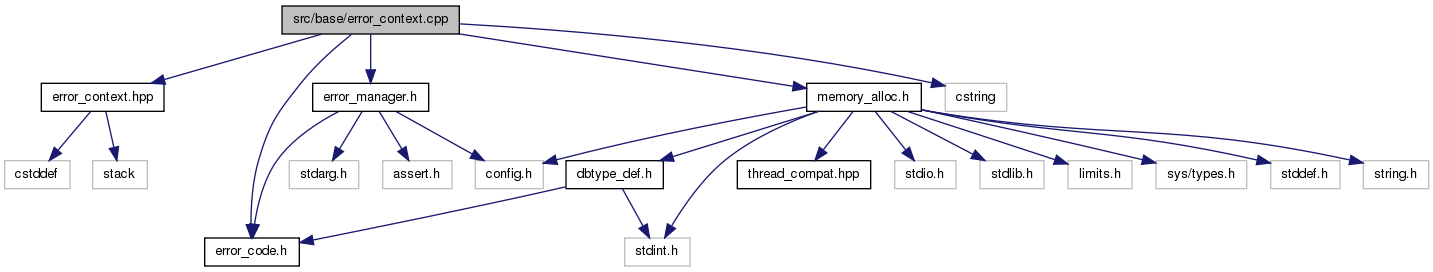 src/base/error_context.cpp
error_context.hpp
error_manager.h
memory_alloc.h
cstring
cstddef
stack
stdarg.h
assert.h
config.h
dbtype_def.h
thread_compat.hpp
stdio.h
stdlib.h
limits.h
sys/types.h
stddef.h
string.h
error_code.h
stdint.h